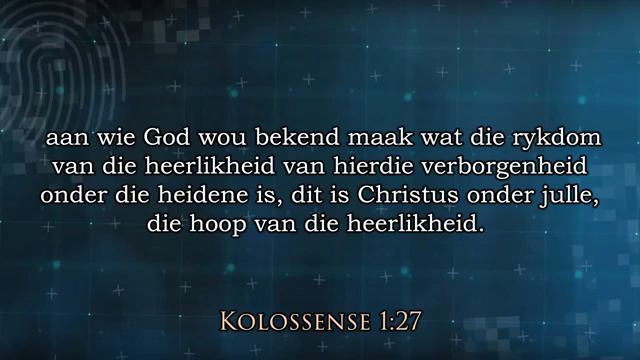 aan wie God wou bekend maak wat die rykdom
van die heerlikheid van hierdie verborgenheid
onder die heidene is, dit is Christus onder julle,
die hoop van die heerlikheid.
Kolossense 1:27